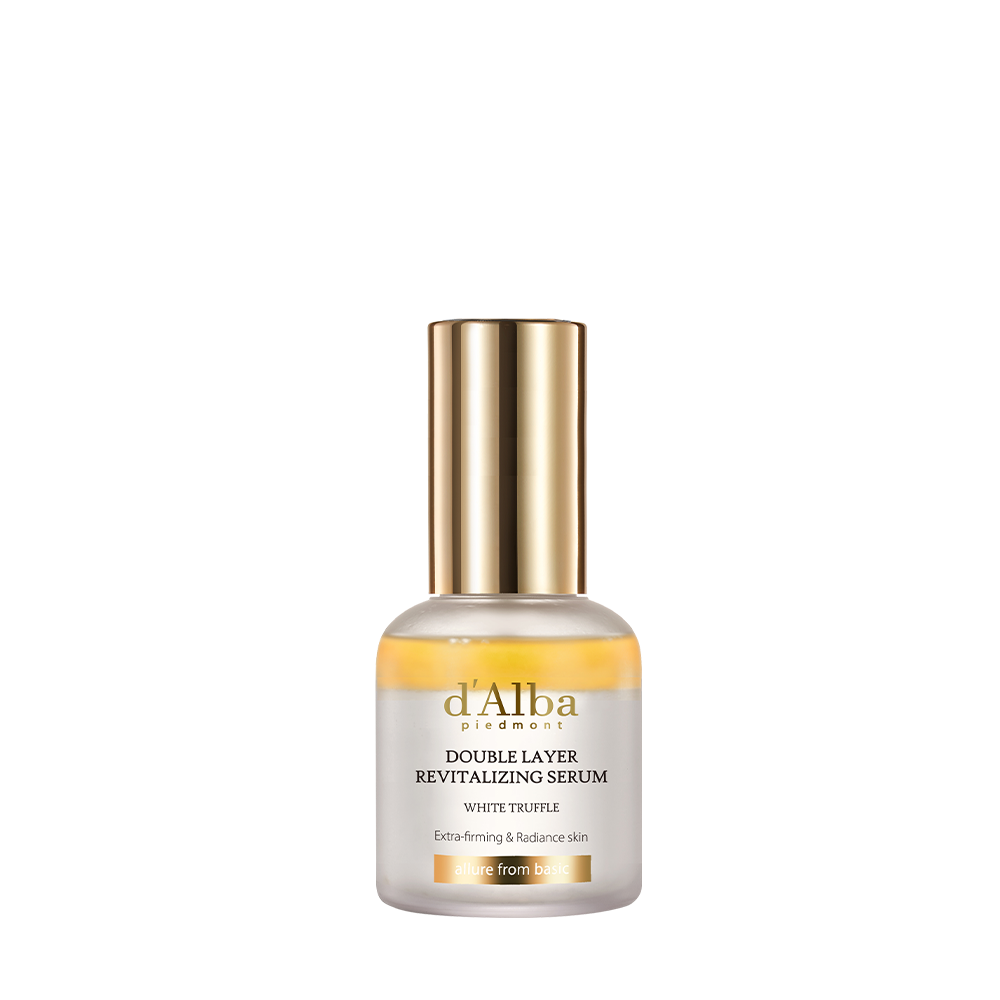 d'Alba
piedmont
DOUBLE LAYER
REVITALIZING SERUM
WHITE TRUFFLE
Extra-firming & Radiance skin
allure from basic